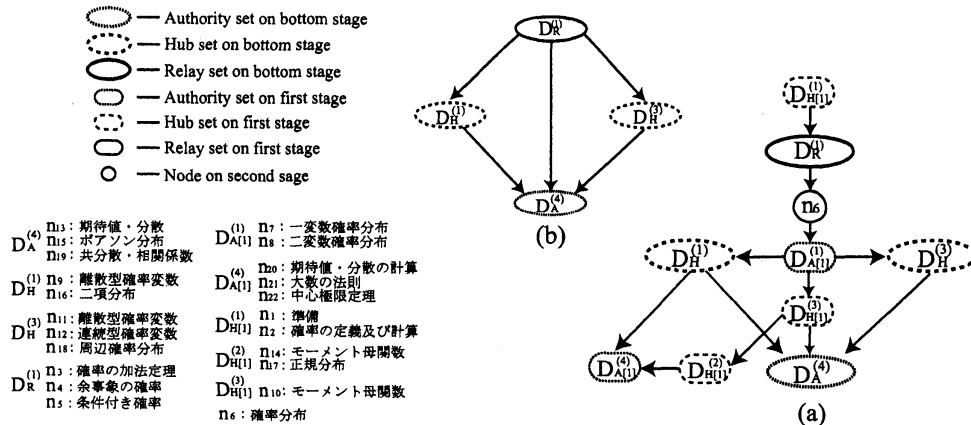 Authority set on bottom stage
Hub set on bottom stage
Relay set on bottom stage
Authority set on first stage
Hub set on first stage
Relay set on first stage
Node on second sage
D_A^(4)
n13：期待値・分散
n15：ポアソン分布
n19：共分散・相関係数
D_H^(1)
n9：離散型確率変数
n16：二項分布
D_H^(3)
n11：離散型確率変数
n12：連続型確率変数
n18：周辺確率分布
D_R^(1)
n3：確率の加法定理
n4：余事象の確率
n5：条件付き確率
D_A[1]^(1)
n7：一変数確率分布
n8：二変数確率分布
D_A[1]^(4)
n20：期待値・分散の計算
n21：大数の法則
n22：中心極限定理
D_H[1]^(1)
n1：準備
n2：確率の定義及び計算
D_H[1]^(2)
n14：モーメント母関数
n17：正規分布
D_H[1]^(3)
n10：モーメント母関数
n6：確率分布
D_R^(1)
D_H^(1)
D_H^(3)
D_A^(4)
(b)
D_H[1]^(1)
D_R^(1)
n6
D_H^(1)
D_A[1]^(1)
D_H^(3)
D_H[1]^(3)
D_A[1]^(4)
D_H[1]^(2)
D_A^(4)
(a)